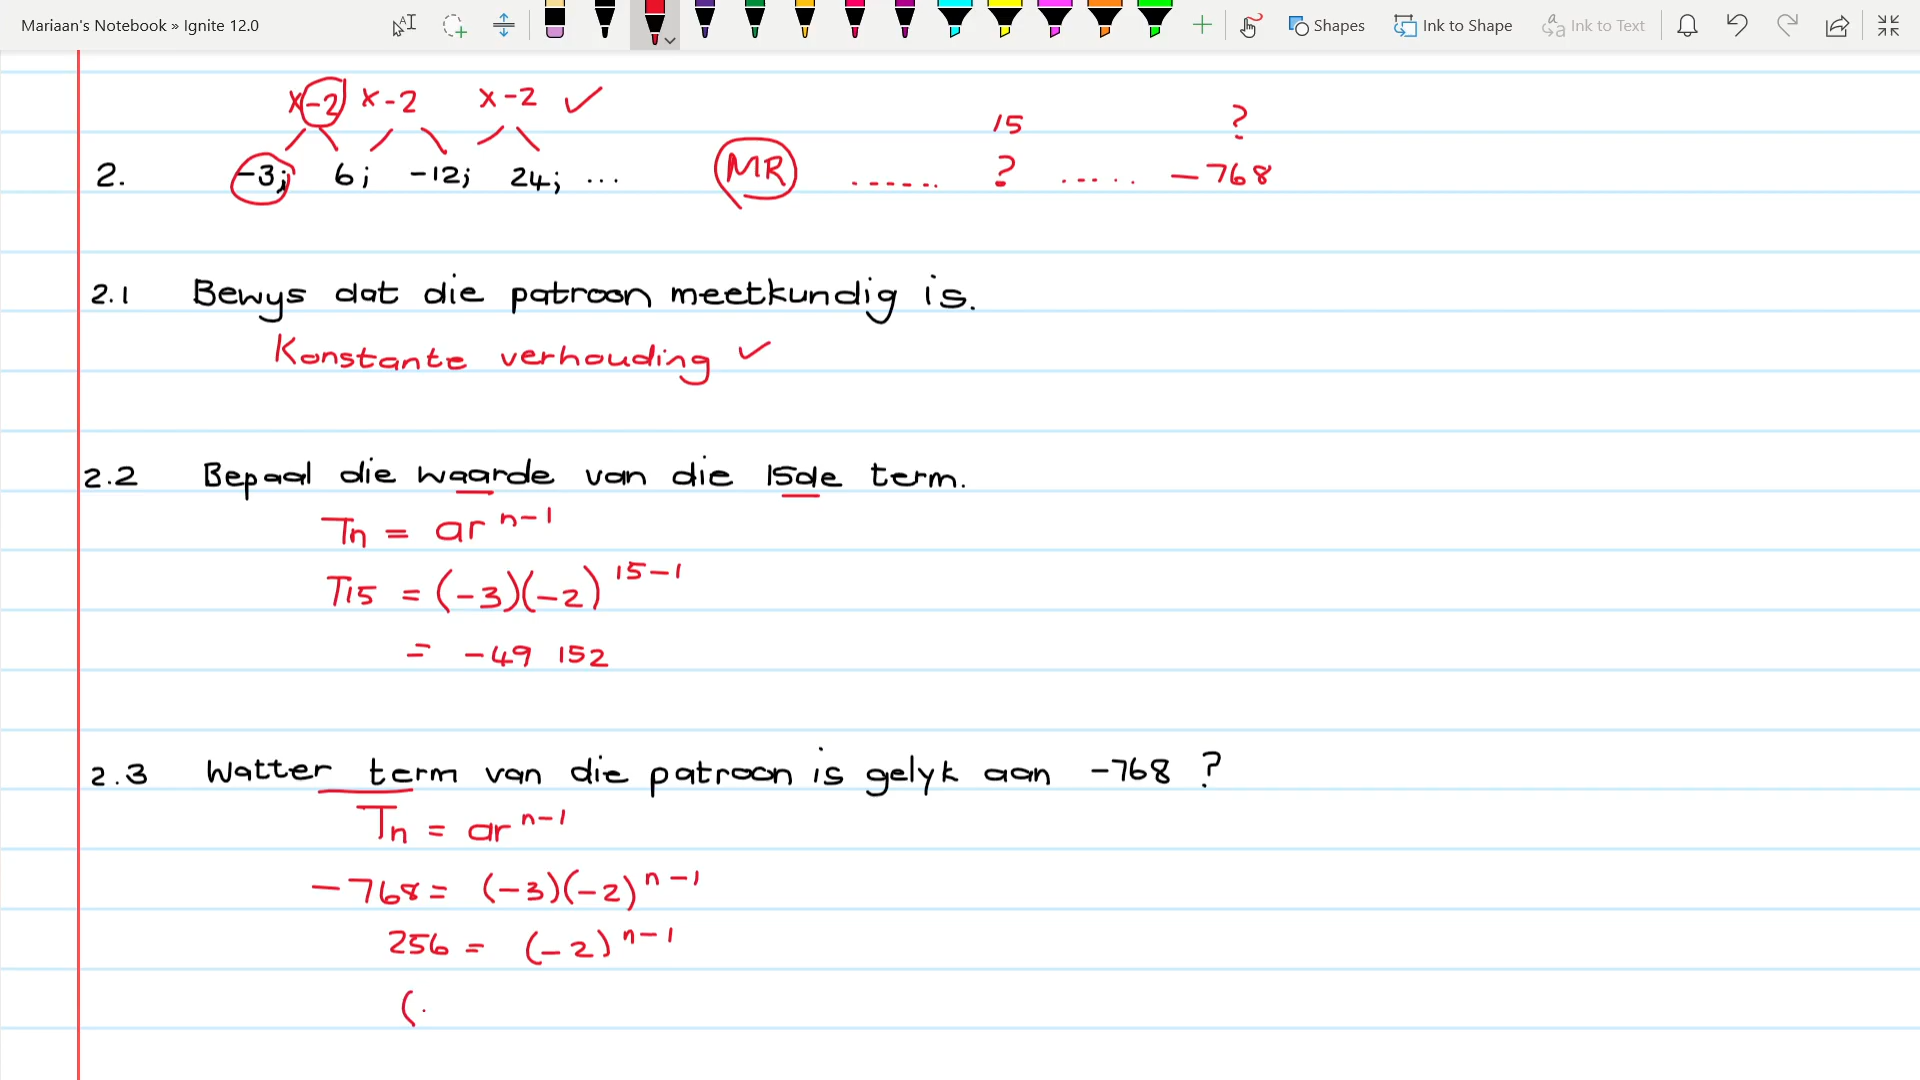 Mariaan's Notebook » Ignite 12.0
Shapes
Ink to Shape
Ink to Text
x-2 x-2 x-2 ✓
15 ?
2. -3; 6; -12; 24; ... MR ...... ? ..... -768
2.1 Bewys dat die patroon meetkundig is.
Konstante verhouding ✓
2.2 Bepaal die waarde van die 15de term.
Tn = ar^n-1
T15 = (-3)(-2)^15-1
= -49 152
2.3 Watter term van die patroon is gelyk aan -768 ?
Tn = ar^n-1
-768 = (-3)(-2)^n-1
256 = (-2)^n-1
(